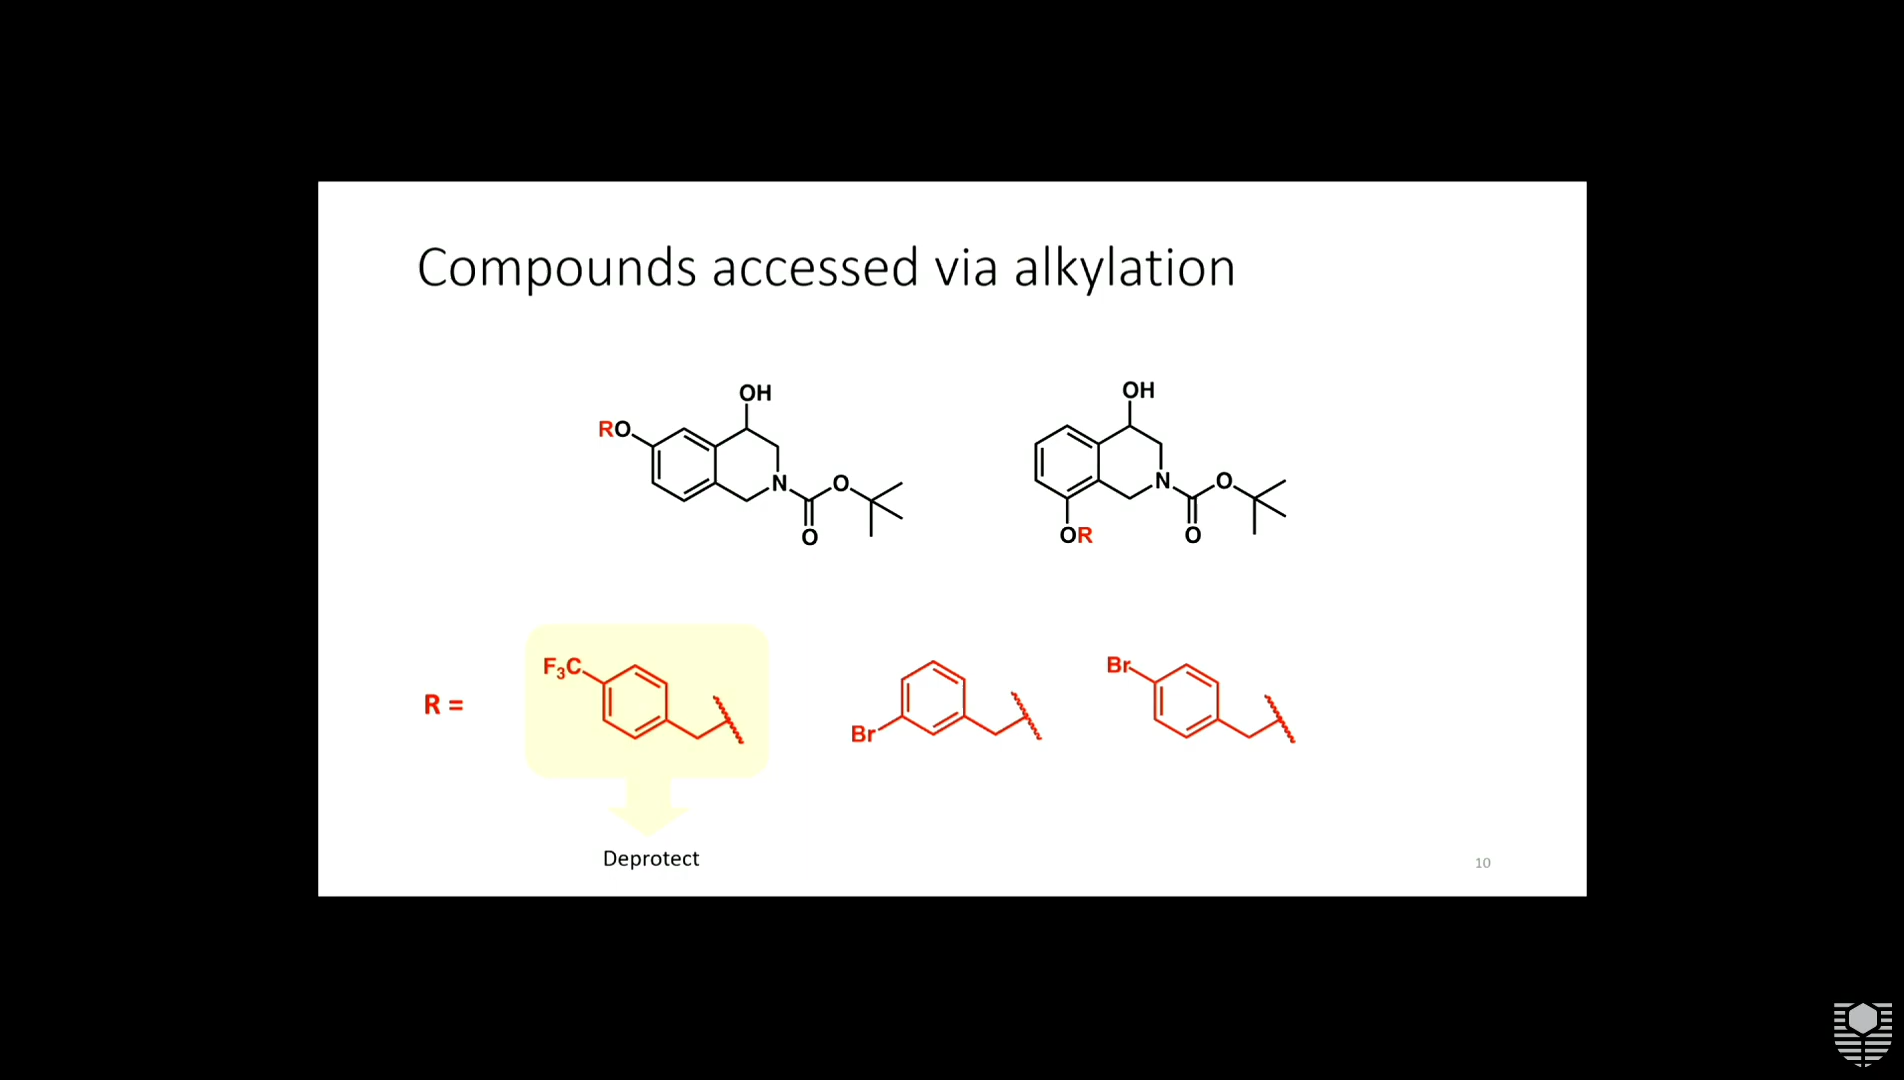 Compounds accessed via alkylation
OH
RO
N
O
O
OH
N
O
O
OR
R =
F₃C
Br
Br
Deprotect
10